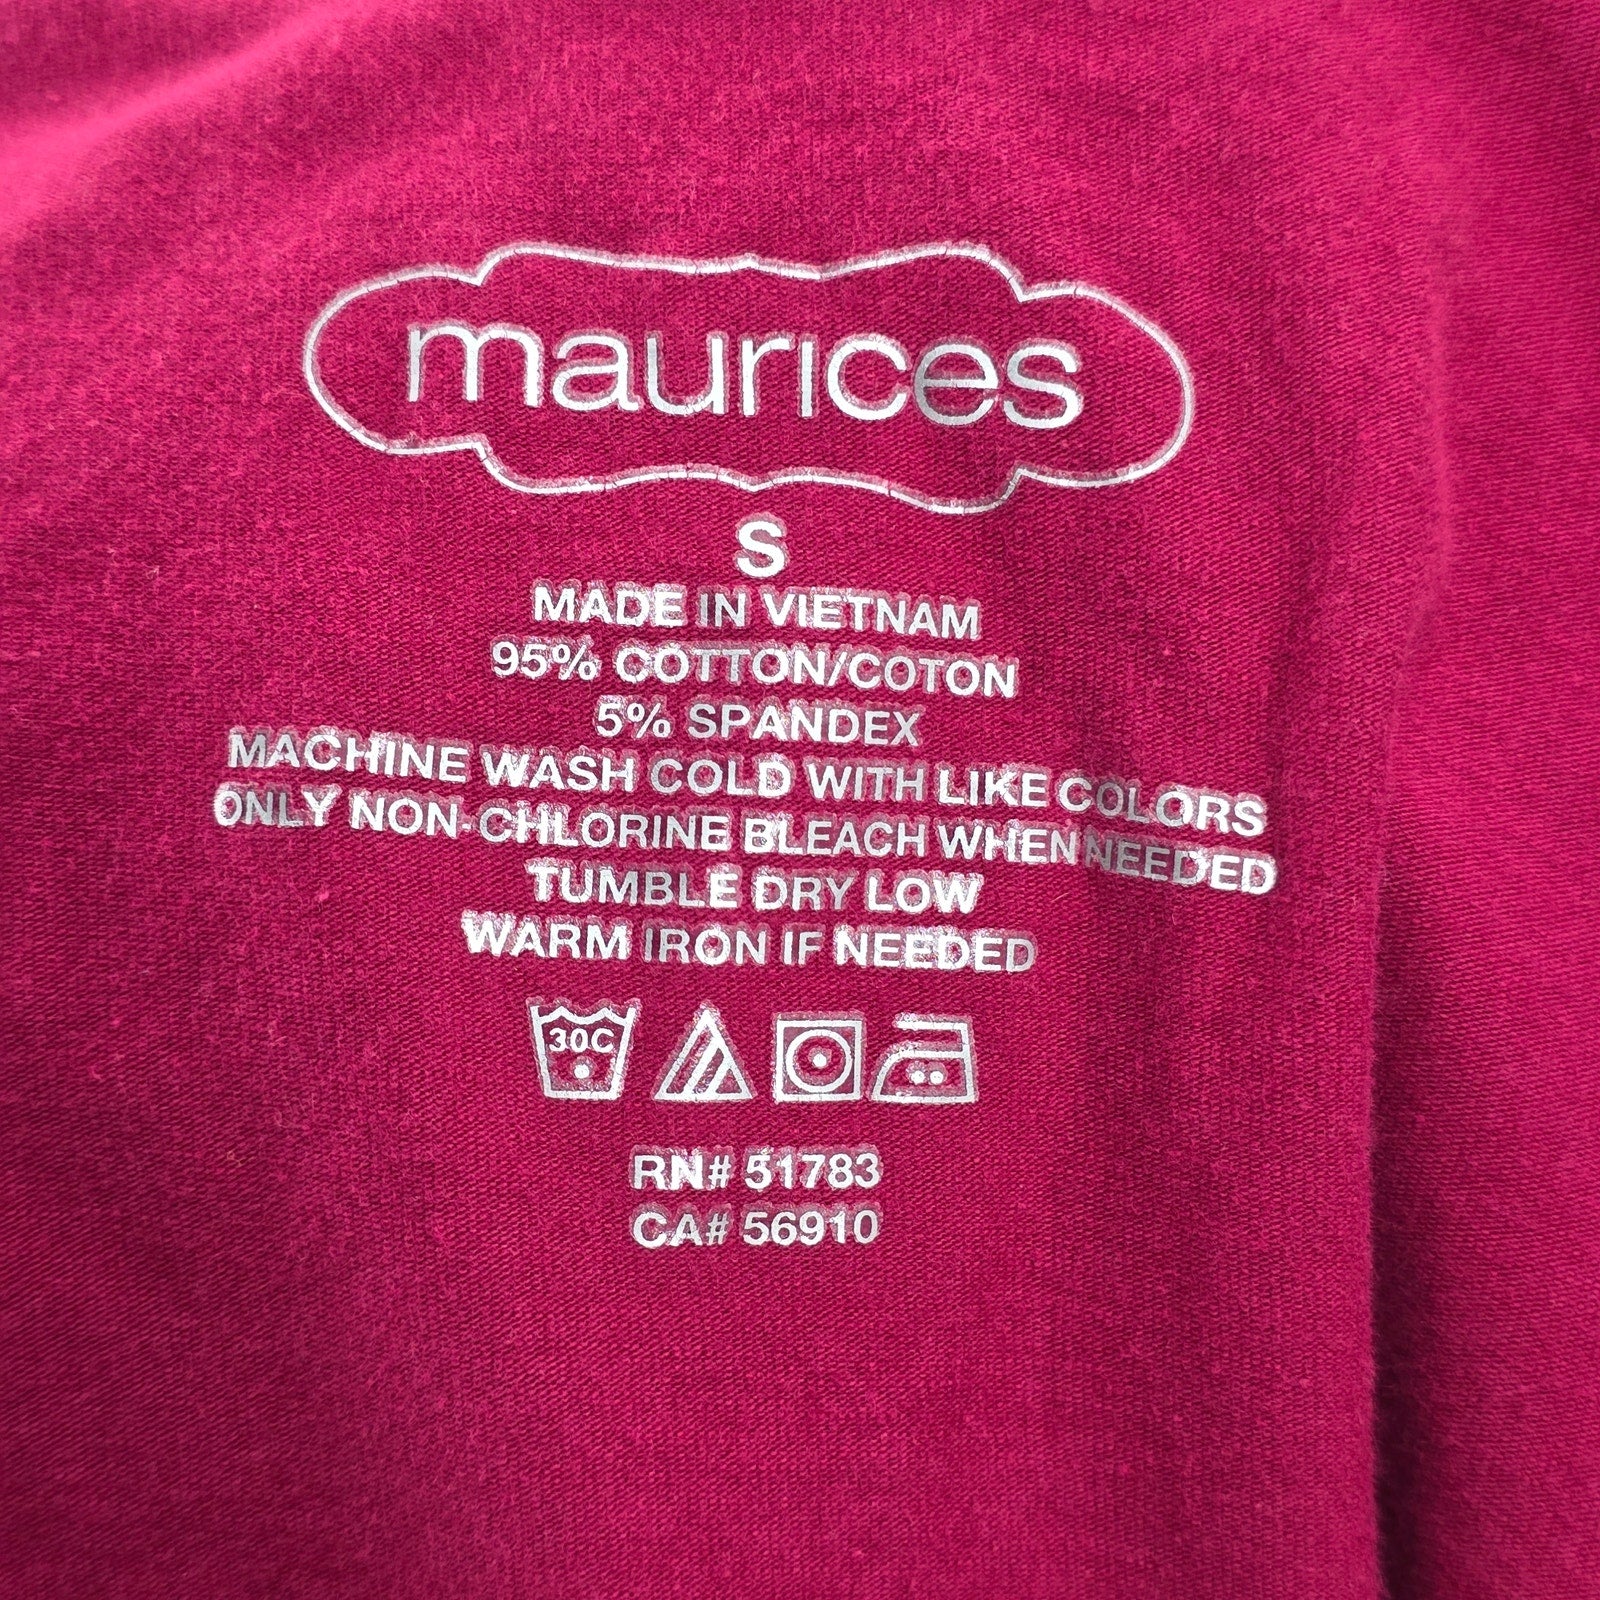 maurices
S
MADE IN VIETNAM
95% COTTON/COTON
5% SPANDEX
MACHINE WASH COLD WITH LIKE COLORS
ONLY NON-CHLORINE BLEACH WHEN NEEDED
TUMBLE DRY LOW
WARM IRON IF NEEDED
30C
RN# 51783
CA# 56910